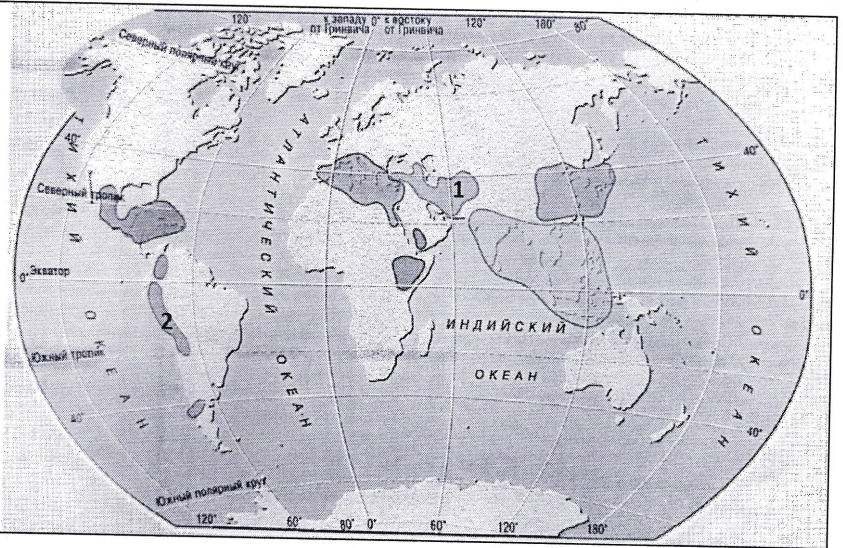 120°
к западу 0° к востоку
от Гринвича от Гринвича
120°
180°
80°
Северный полярный круг
40°
ТИХИЙ
АТЛАНТИЧЕСКИЙ
ТИХИЙ
40°
1
Северный тропик
0°
Экватор
0°
2
ИНДИЙСКИЙ
ОКЕАН
ОКЕАН
Южный тропик
ОКЕАН
ОКЕАН
40°
40°
Южный полярный круг
120°
60°
80°
0°
60°
120°
180°